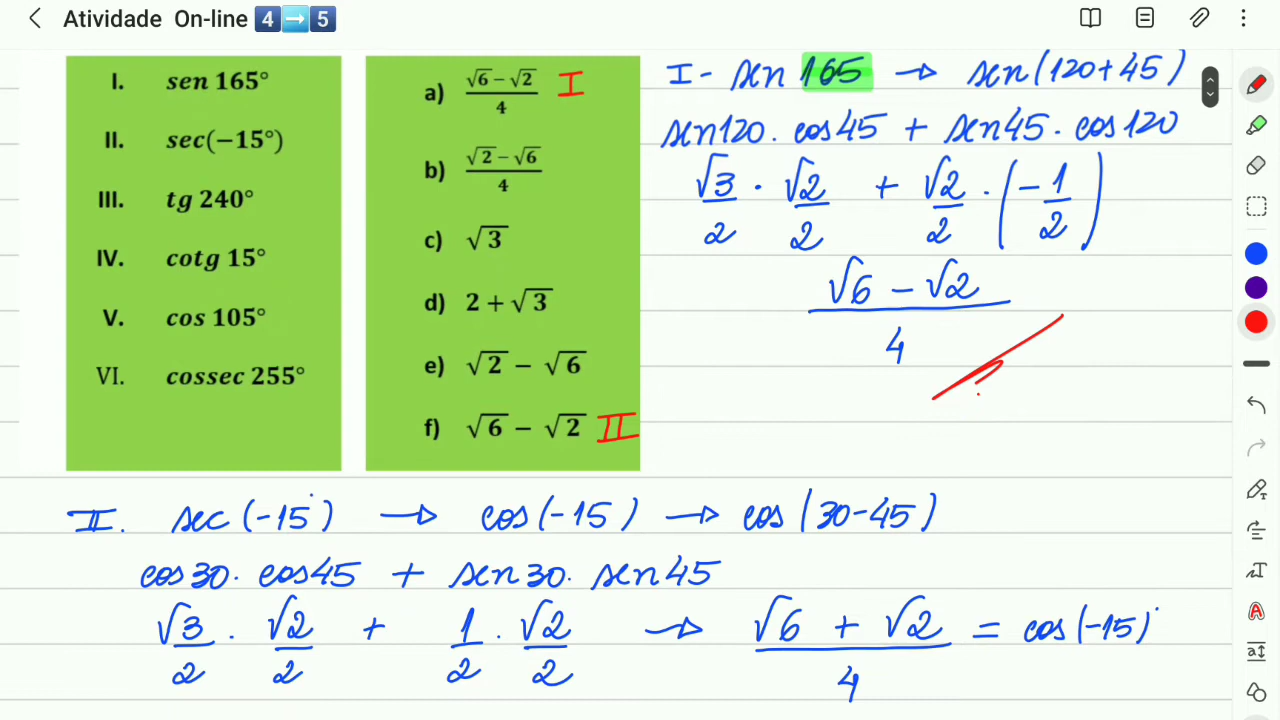 Atividade On-line 4➡5
I. sen 165°
II. sec(−15°)
III. tg 240°
IV. cotg 15°
V. cos 105°
VI. cossec 255°
a) (√6 − √2)/4 I
b) (√2 − √6)/4
c) √3
d) 2 + √3
e) √2 − √6
f) √6 − √2 II
I - sen 165 → sen(120+45)
sen120 . cos45 + sen45 . cos120
√3/2 . √2/2 + √2/2 . (−1/2)
(√6 − √2)/4
II. sec(-15°) → cos(-15) → cos(30-45)
cos30 . cos45 + sen30 . sen45
√3/2 . √2/2 + 1/2 . √2/2 → (√6 + √2)/4 = cos(-15)°